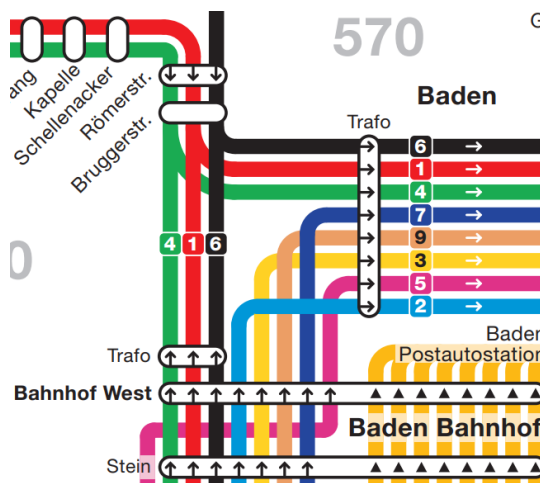 570
G
ang
Kapelle
Schellenacker
Römerstr.
Bruggerstr.
Baden
Trafo
6
1
4
7
9
3
5
2
4 1 6
0
Trafo
Baden
Postautostation
Bahnhof West
Baden Bahnhof
Stein